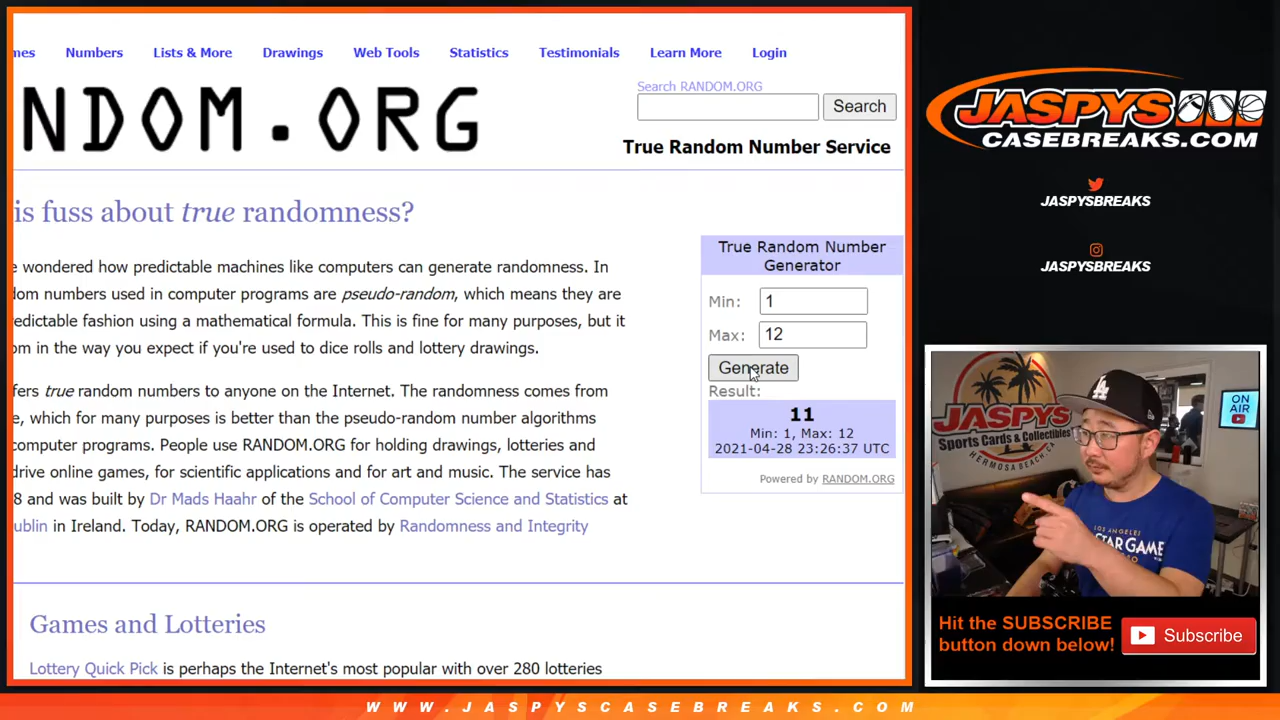 mes Numbers Lists & More Drawings Web Tools Statistics Testimonials Learn More Login
NDOM.ORG
Search RANDOM.ORG
Search
True Random Number Service
is fuss about true randomness?
e wondered how predictable machines like computers can generate randomness. In
dom numbers used in computer programs are pseudo-random, which means they are
edictable fashion using a mathematical formula. This is fine for many purposes, but it
om in the way you expect if you're used to dice rolls and lottery drawings.
fers true random numbers to anyone on the Internet. The randomness comes from
e, which for many purposes is better than the pseudo-random number algorithms
computer programs. People use RANDOM.ORG for holding drawings, lotteries and
drive online games, for scientific applications and for art and music. The service has
8 and was built by Dr Mads Haahr of the School of Computer Science and Statistics at
ublin in Ireland. Today, RANDOM.ORG is operated by Randomness and Integrity
True Random Number
Generator
Min: 1
Max: 12
Generate
Result:
11
Min: 1, Max: 12
2021-04-28 23:26:37 UTC
Powered by RANDOM.ORG
Games and Lotteries
Lottery Quick Pick is perhaps the Internet's most popular with over 280 lotteries
JASPYS
CASEBREAKS.COM
JASPYSBREAKS
JASPYSBREAKS
JASPYS
Sports Cards & Collectibles
HERMOSA BEACH, CA
ON
AIR
LA
LOS ANGELES
STAR GAME
Hit the SUBSCRIBE
button down below!
Subscribe
WWW.JASPYSCASEBREAKS.COM